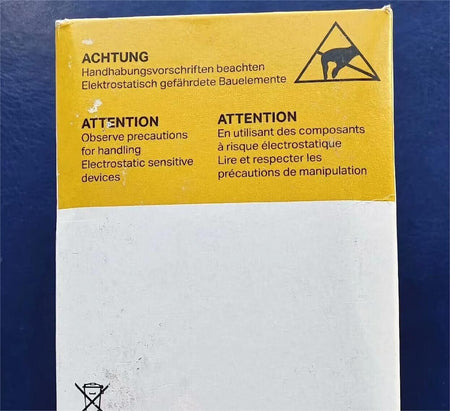 ACHTUNG
Handhabungsvorschriften beachten
Elektrostatisch gefährdete Bauelemente
ATTENTION
Observe precautions
for handling
Electrostatic sensitive
devices
ATTENTION
En utilisant des composants
à risque électrostatique
Lire et respecter les
précautions de manipulation